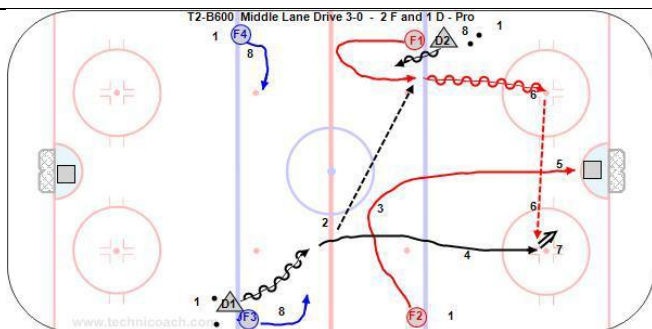 T2-B600 Middle Lane Drive 3-0 - 2 F and 1 D - Pro
1 F4 F1 D2 8 1
8
6
5
3
6
2
4 7
1 D1
F3 8 F2 1
www.technicoach.com